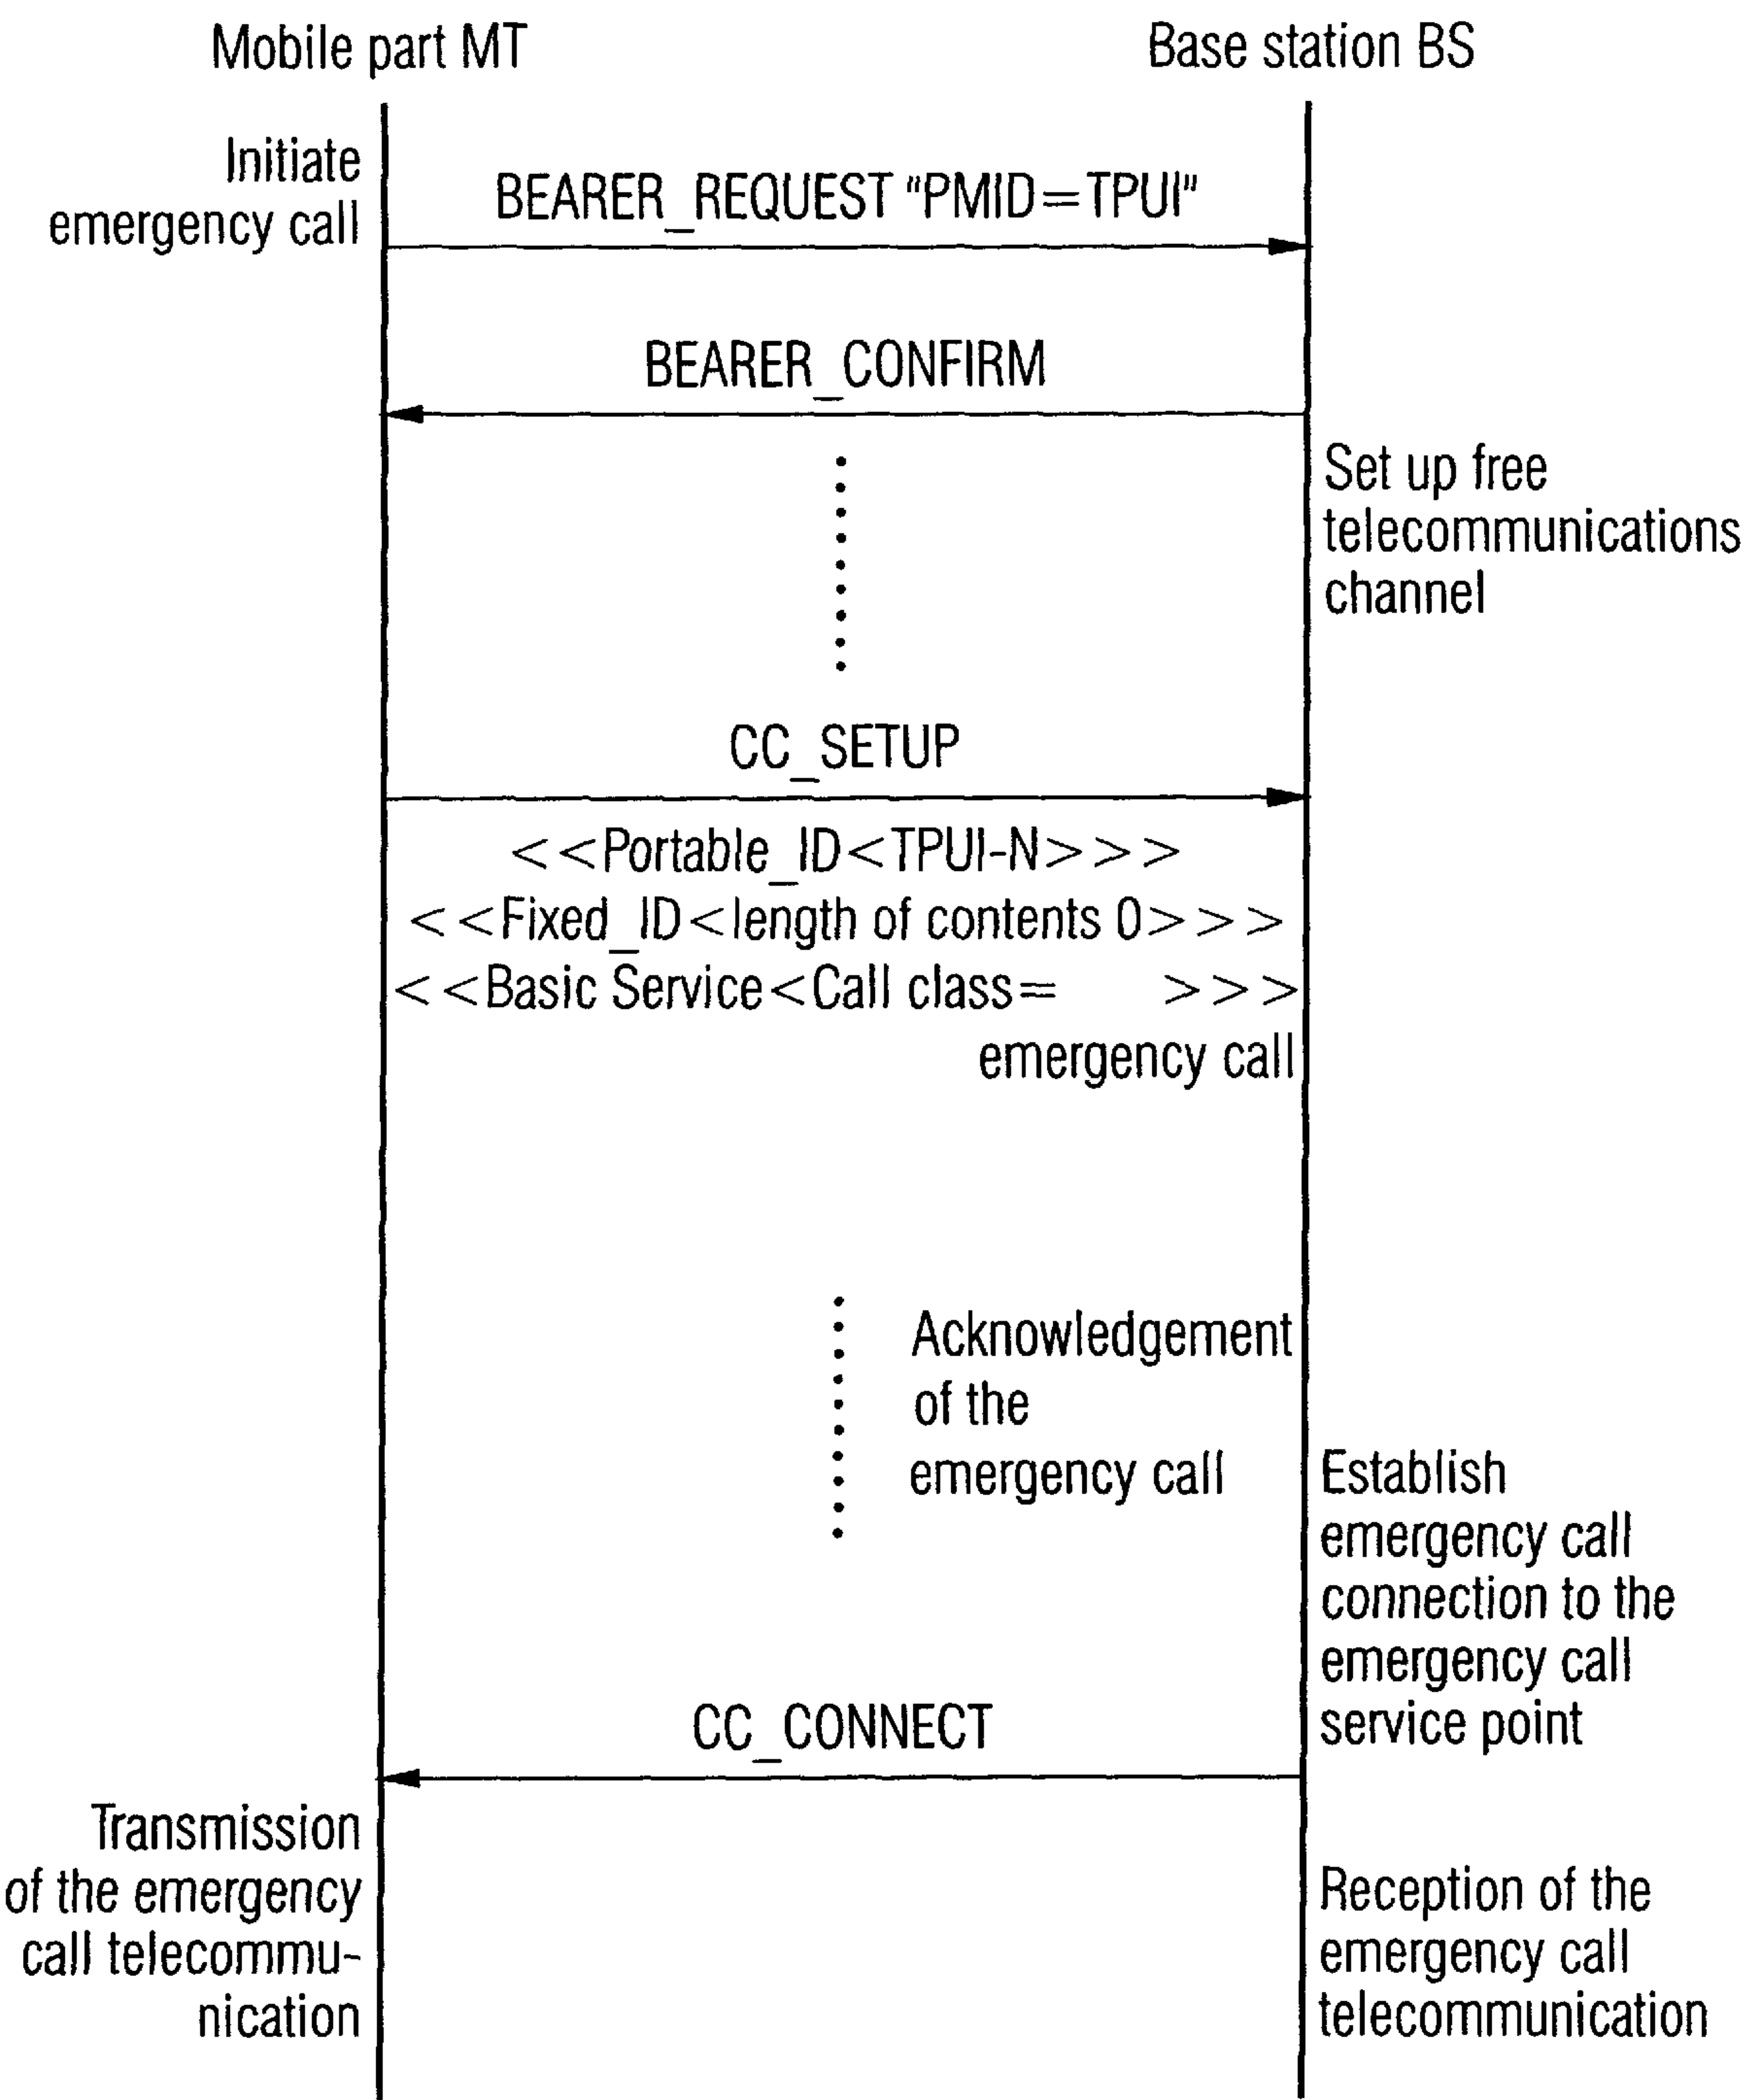 Mobile part MT
Base station BS
Initiate
emergency call
BEARER_REQUEST "PMID=TPUI"
BEARER_CONFIRM
Set up free
telecommunications
channel
CC_SETUP
<<Portable_ID<TPUI-N>>>
<<Fixed_ID<length of contents 0>>>
<<Basic Service<Call class= >>>
emergency call
Acknowledgement
of the
emergency call
Establish
emergency call
connection to the
emergency call
service point
CC_CONNECT
Transmission
of the emergency
call telecommu-
nication
Reception of the
emergency call
telecommunication